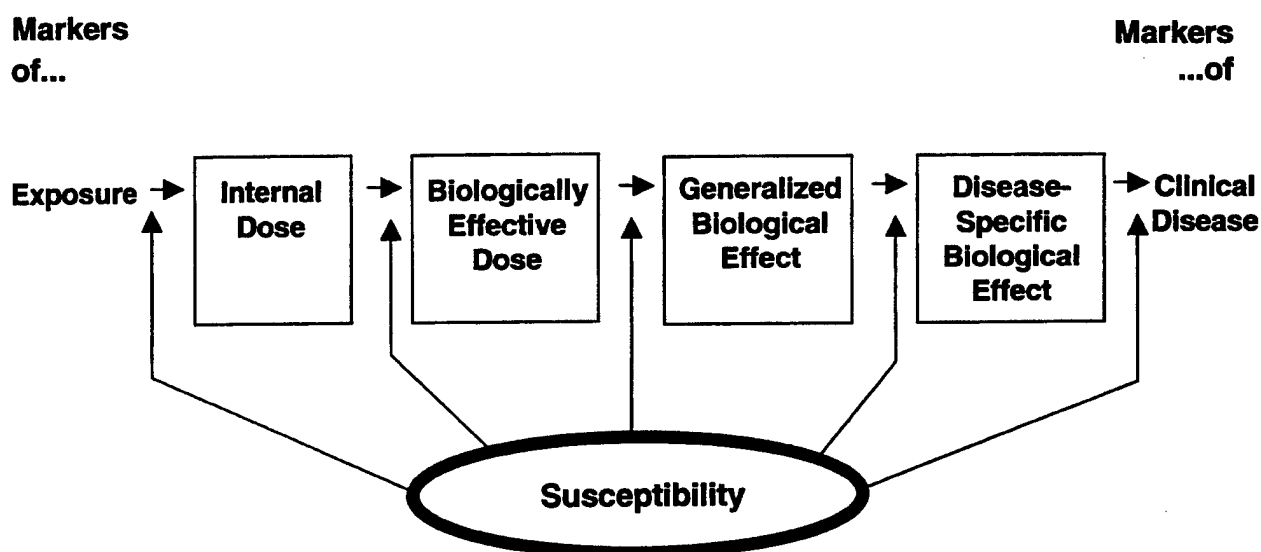 Markers
of...
Markers
...of
Exposure
Internal
Dose
Biologically
Effective
Dose
Generalized
Biological
Effect
Disease-
Specific
Biological
Effect
Clinical
Disease
Susceptibility